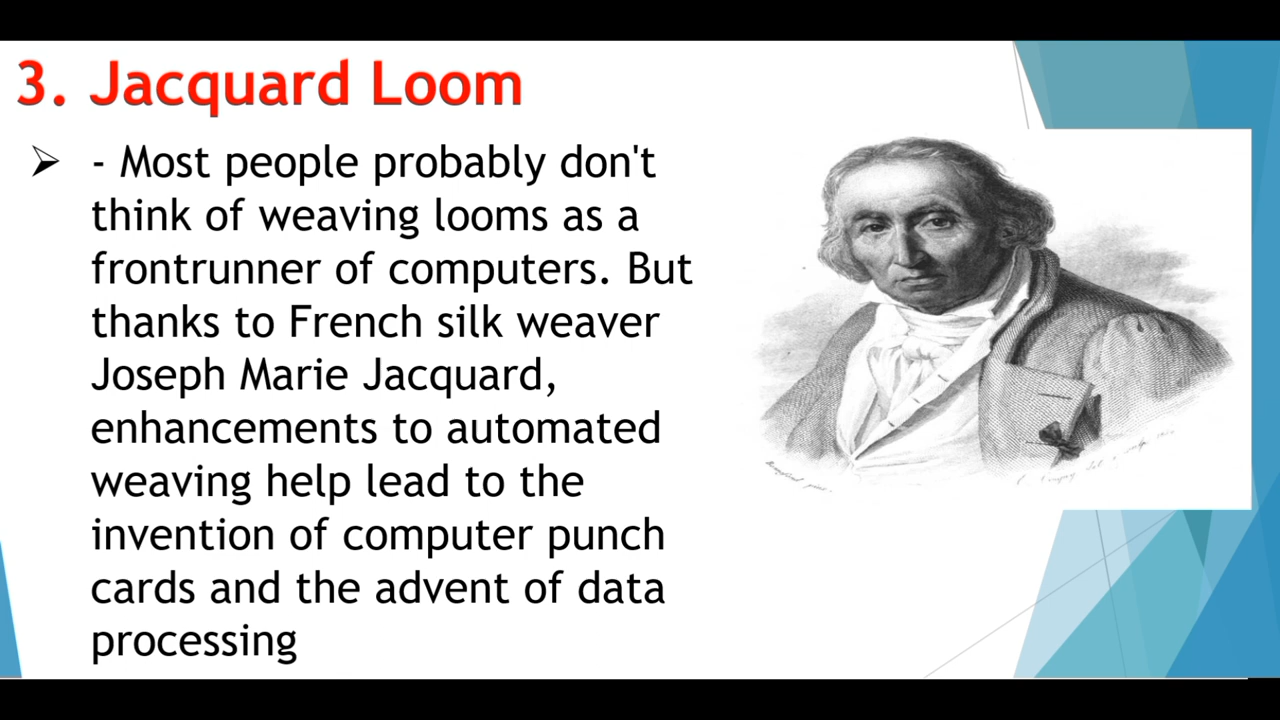 3. Jacquard Loom
➢ - Most people probably don't
think of weaving looms as a
frontrunner of computers. But
thanks to French silk weaver
Joseph Marie Jacquard,
enhancements to automated
weaving help lead to the
invention of computer punch
cards and the advent of data
processing